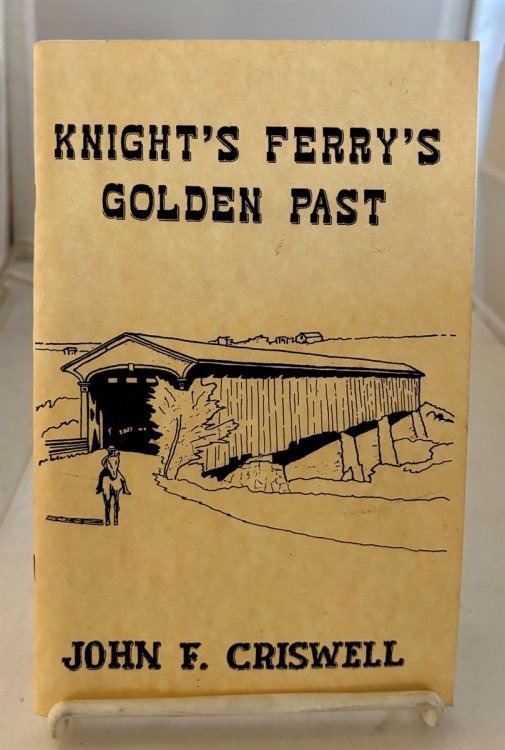 KNIGHT'S FERRY'S
GOLDEN PAST
JOHN F. CRISWELL